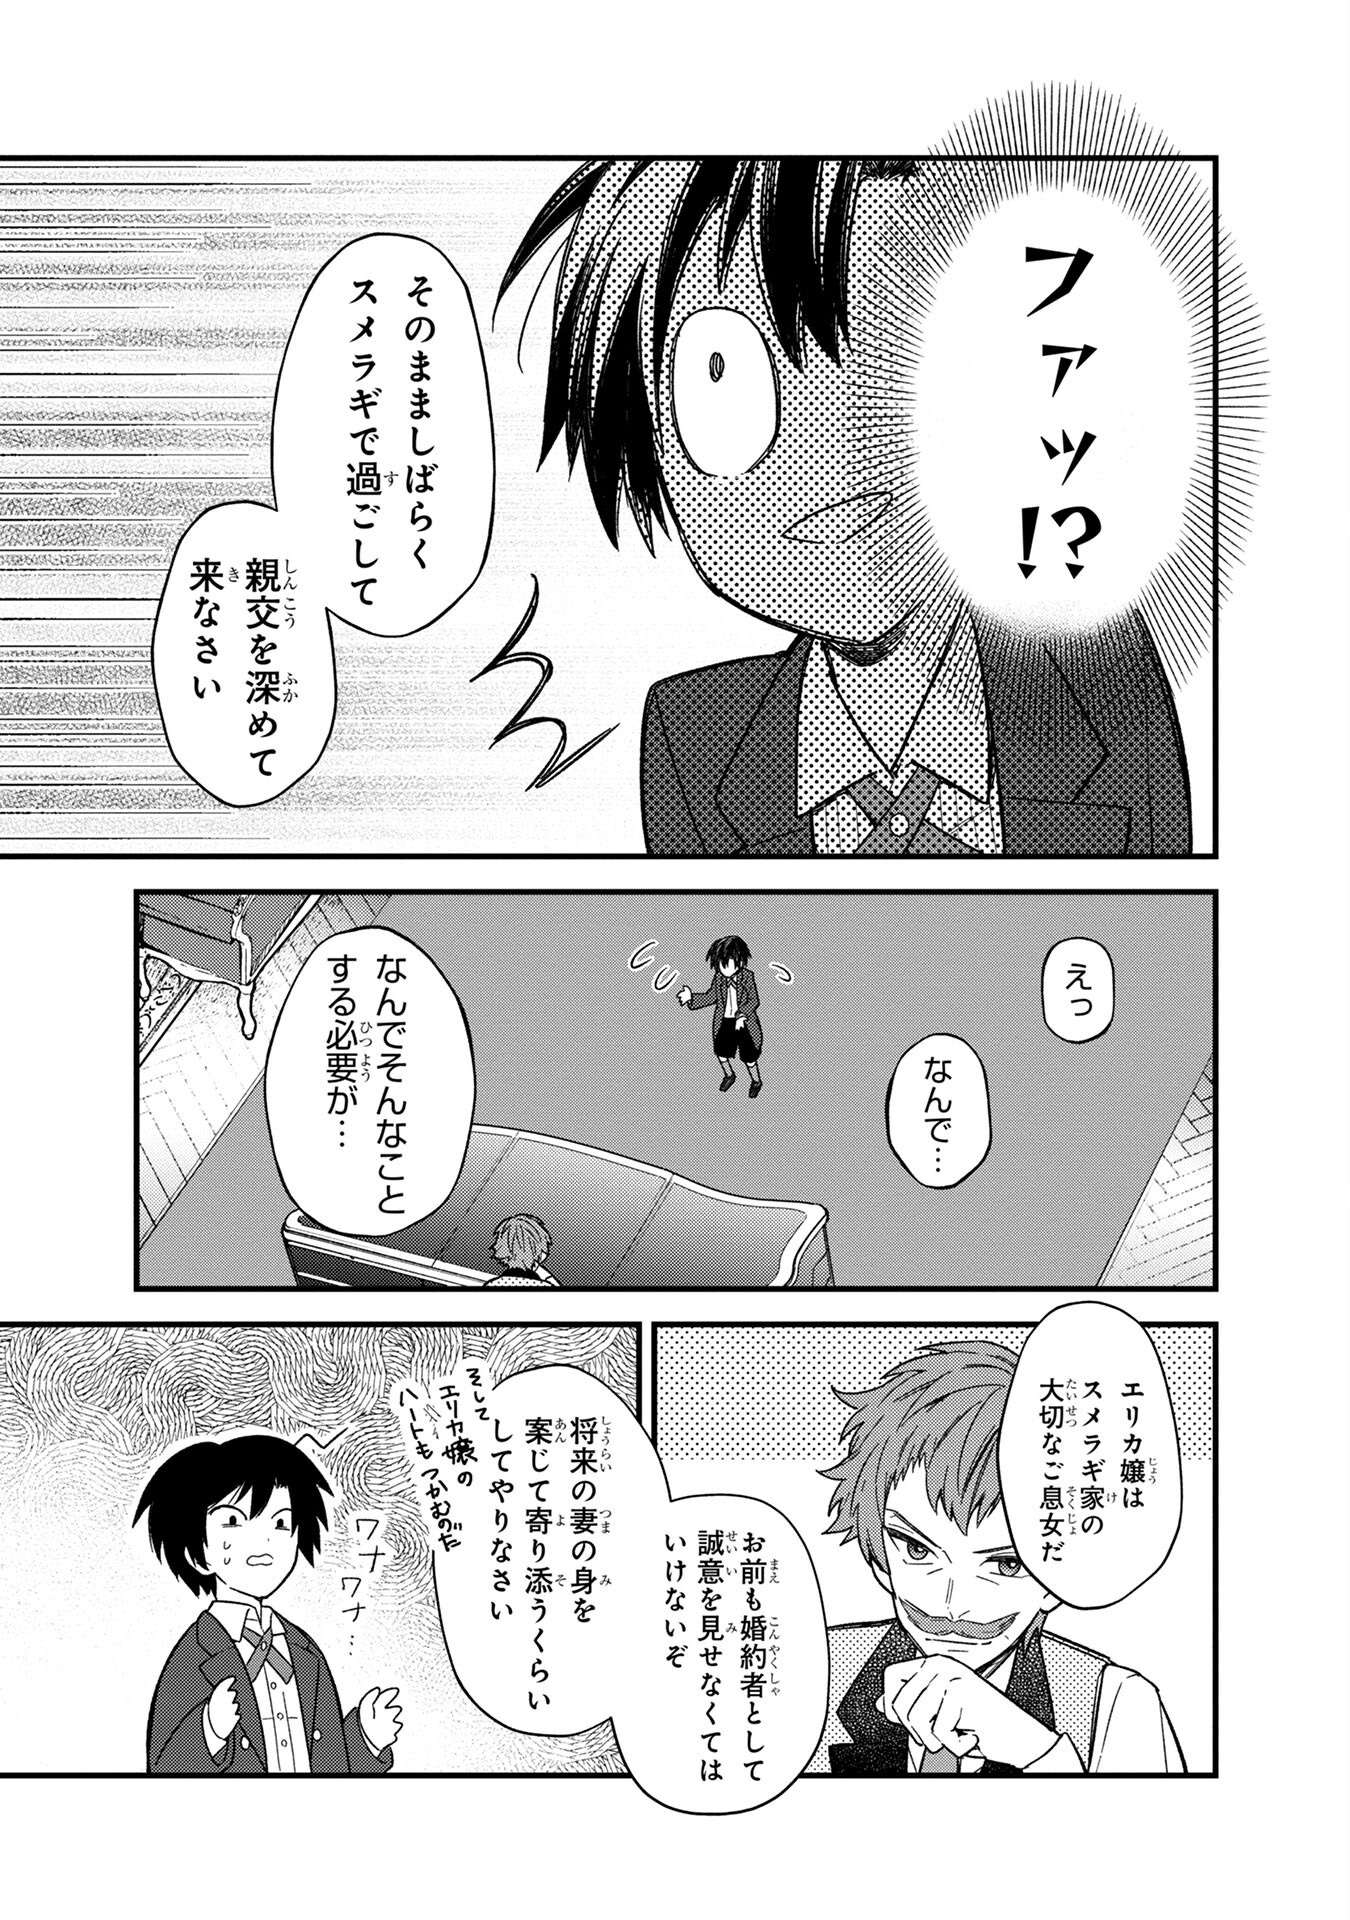 ファッ!?
そのまましばらく
スメラギで過ごして
親交を深めて
来なさい
えっ
なんで…
なんでそんなこと
する必要が…
エリカ嬢は
スメラギ家の
大切なご息女だ
お前も婚約者として
誠意を見せなくては
いけないぞ
将来の妻の身を
案じて寄り添うくらい
してやりなさい
そして
エリカ嬢の
ハートもつかむのだ
ワナ
ワナ…